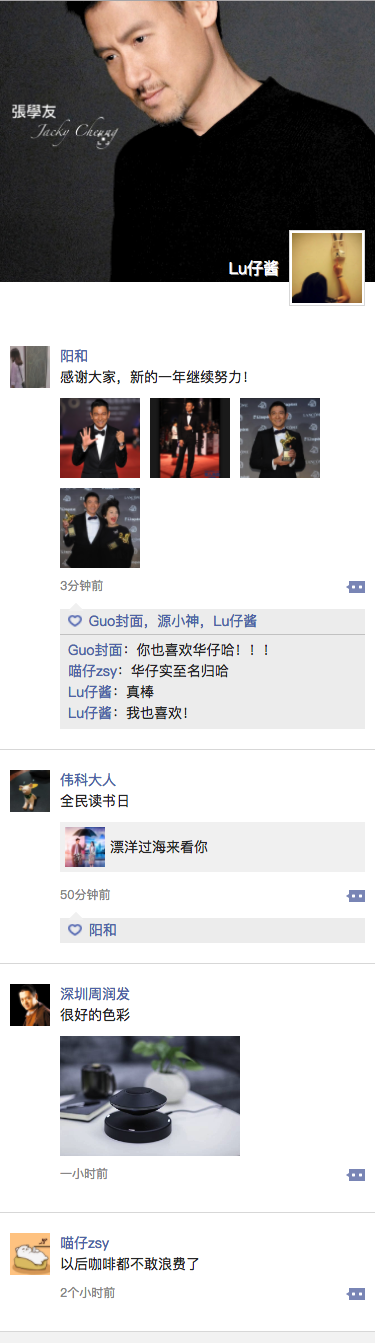 張學友
Jacky Cheung
Lu仔酱
阳和
感谢大家，新的一年继续努力！
3分钟前
Guo封面，源小神，Lu仔酱
Guo封面：你也喜欢华仔哈！！！
喵仔zsy：华仔实至名归哈
Lu仔酱：真棒
Lu仔酱：我也喜欢！
伟科大人
全民读书日
漂洋过海来看你
50分钟前
阳和
深圳周润发
很好的色彩
一小时前
喵仔zsy
以后咖啡都不敢浪费了
2个小时前